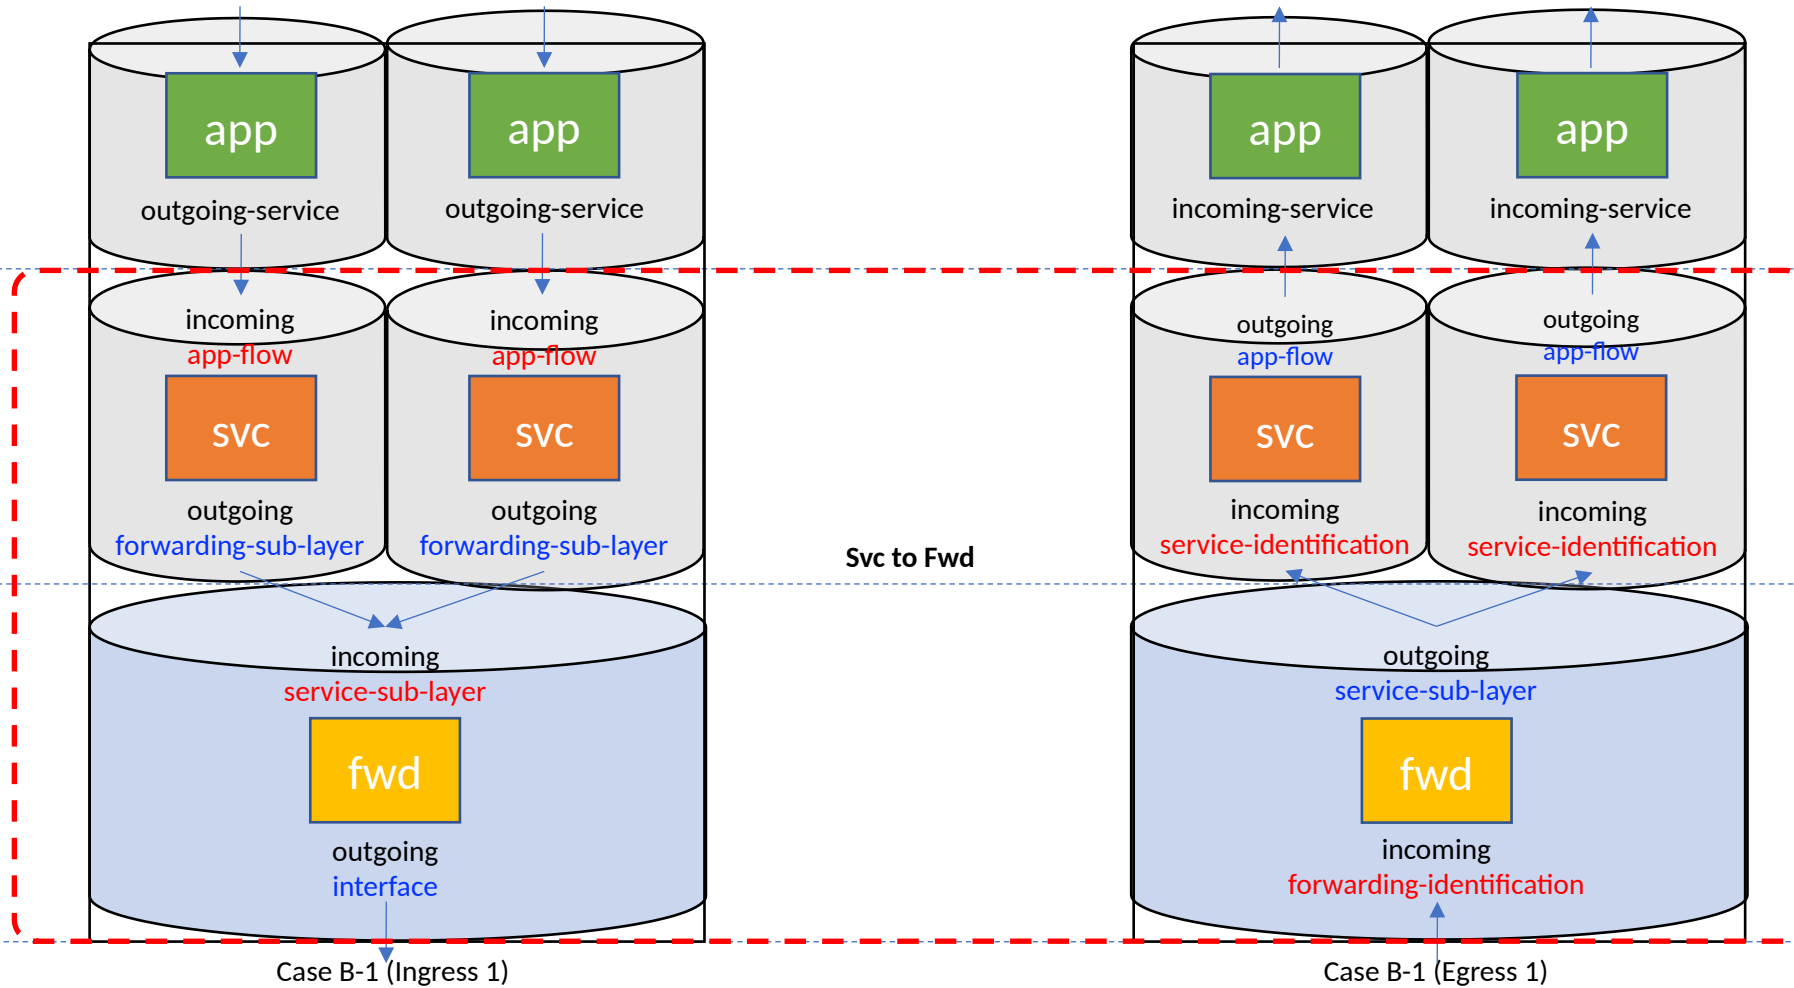 app
app
app
app
outgoing-service
outgoing-service
incoming-service
incoming-service
incoming
app-flow
incoming
app-flow
outgoing
app-flow
outgoing
app-flow
svc
svc
svc
svc
outgoing
forwarding-sub-layer
outgoing
forwarding-sub-layer
Svc to Fwd
incoming
service-identification
incoming
service-identification
incoming
service-sub-layer
outgoing
service-sub-layer
fwd
fwd
outgoing
interface
incoming
forwarding-identification
Case B-1 (Ingress 1)
Case B-1 (Egress 1)